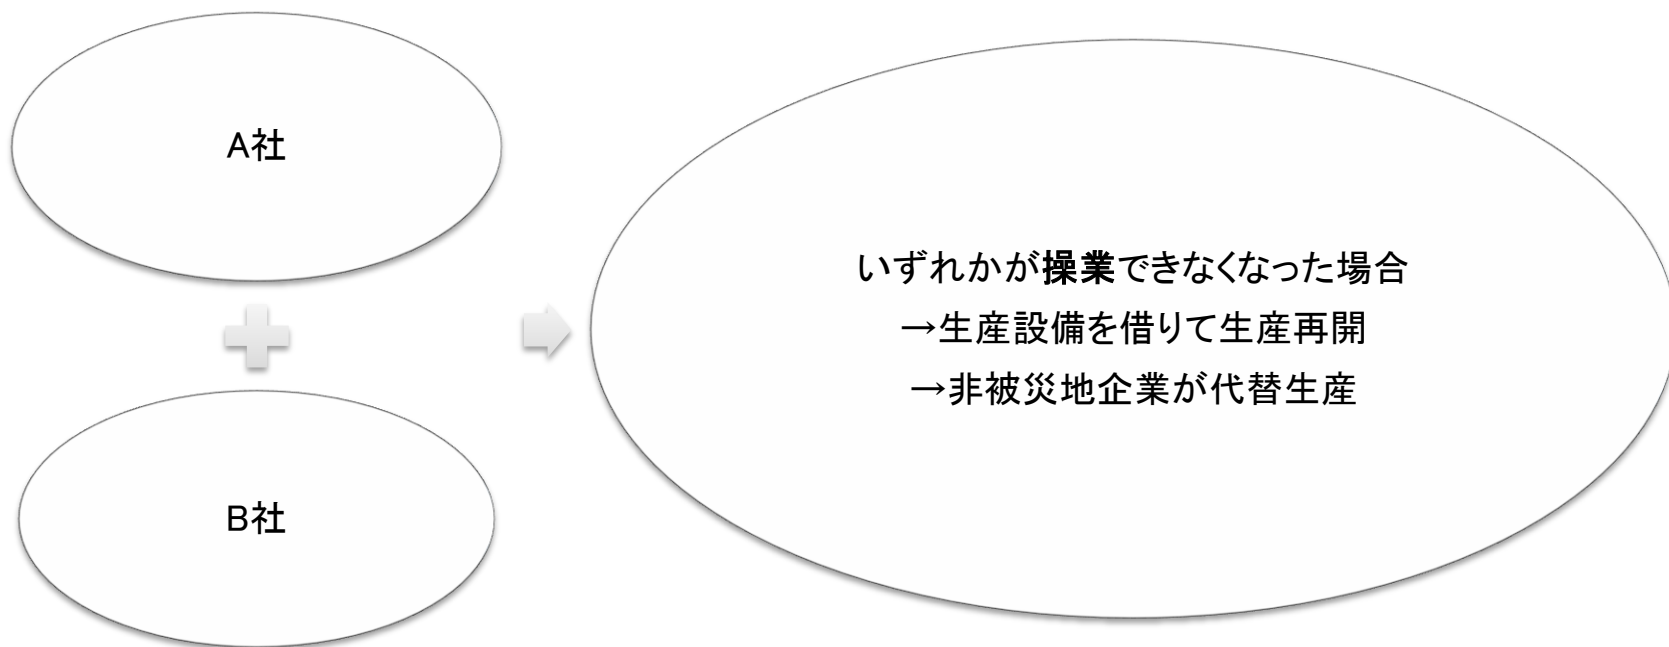 A社
B社
いずれかが操業できなくなった場合
→生産設備を借りて生産再開
→非被災地企業が代替生産